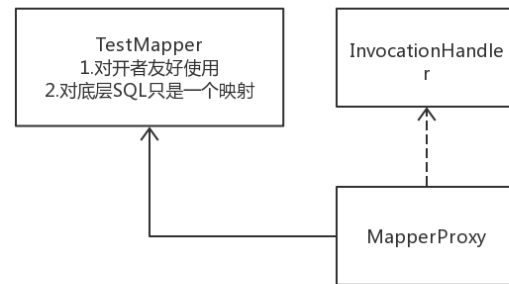 TestMapper
1.对开者友好使用
2.对底层SQL只是一个映射
InvocationHandle
r
MapperProxy